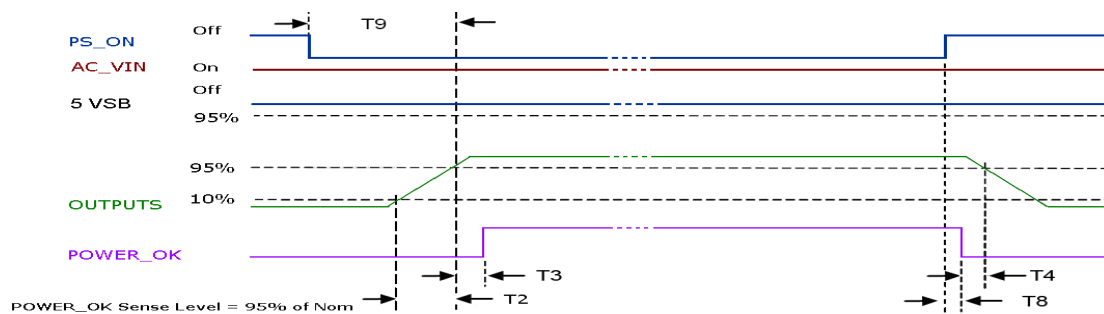 Off T9
PS_ON
AC_VIN On
Off
5 VSB
95%
95%
10%
OUTPUTS
POWER_OK
T3 T4
POWER_OK Sense Level = 95% of Nom T2 T8